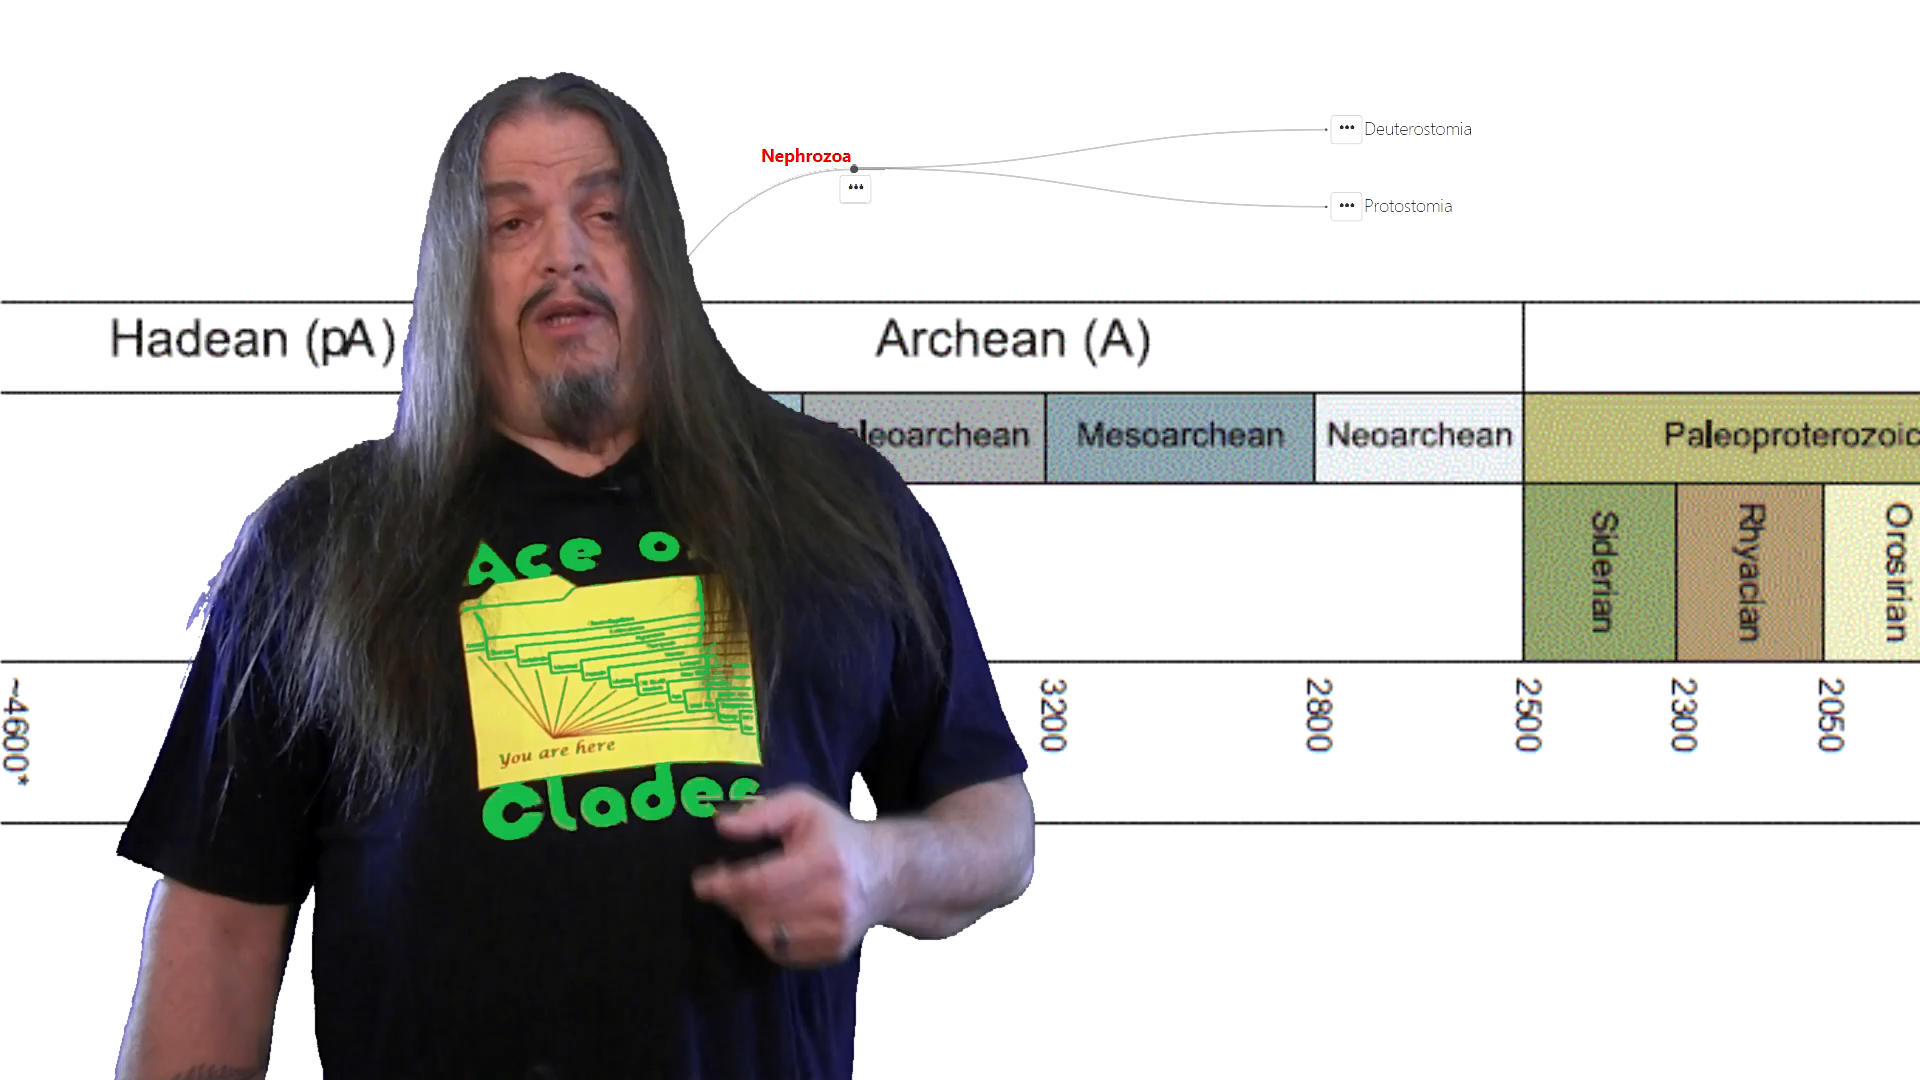 Nephrozoa
Deuterostomia
Protostomia
Hadean (pA)
Archean (A)
Paleoproterozoic
leoarchean
Mesoarchean
Neoarchean
Siderian
Rhyacian
Orosirian
~4600*
3200
2800
2500
2300
2050
Ace o
You are here
Clades